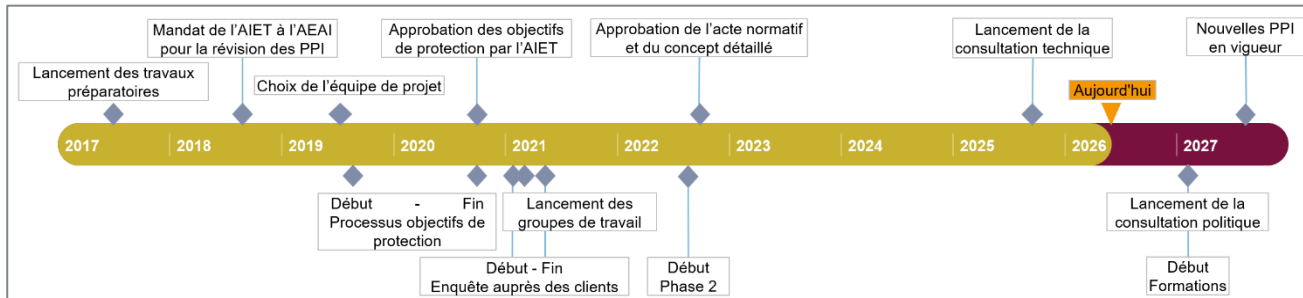 Mandat de l'AIET à l'AEAI
pour la révision des PPI
Approbation des objectifs
de protection par l'AIET
Approbation de l'acte normatif
et du concept détaillé
Lancement de
la consultation technique
Nouvelles PPI
en vigueur
Lancement des travaux
préparatoires
Choix de l'équipe de projet
Aujourd'hui
2017
2018
2019
2020
2021
2022
2023
2024
2025
2026
2027
Début - Fin
Processus objectifs de
protection
Lancement des
groupes de travail
Lancement de la
consultation politique
Début - Fin
Enquête auprès des clients
Début
Phase 2
Début
Formations